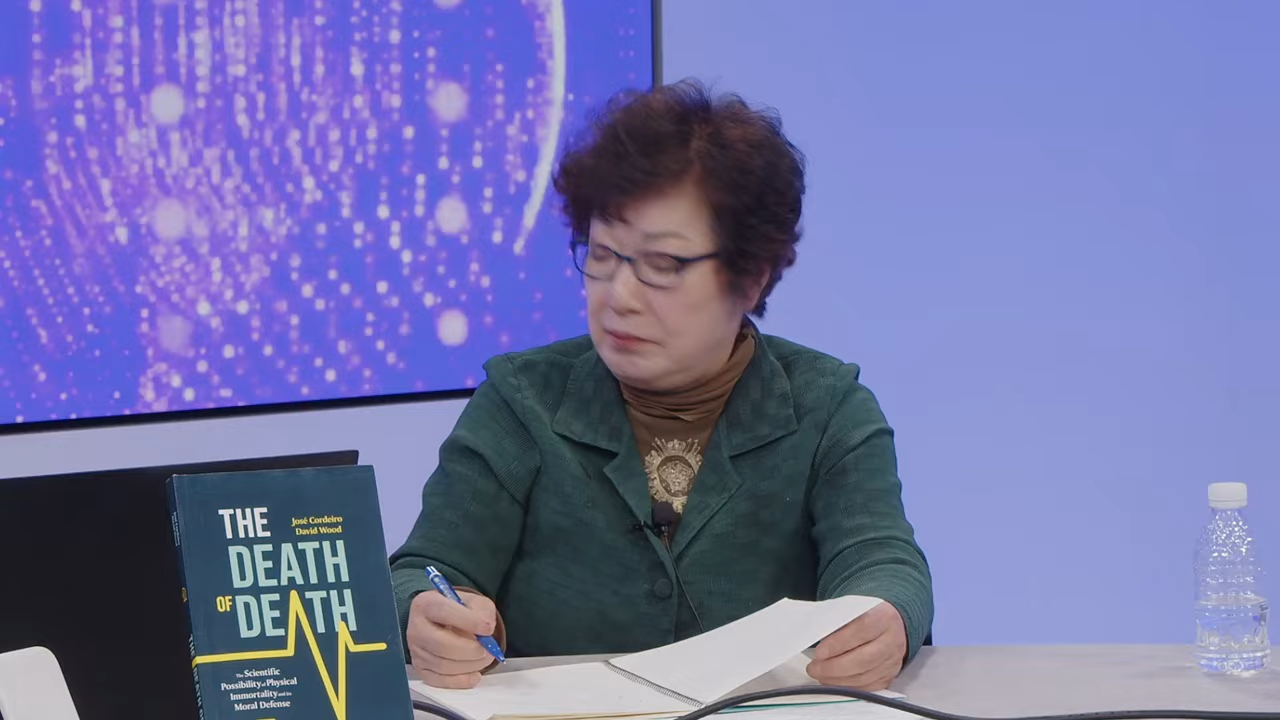 THE
José Cordeiro
David Wood
DEATH
OF DEATH
The Scientific
Possibility of Physical
Immortality and its
Moral Defense